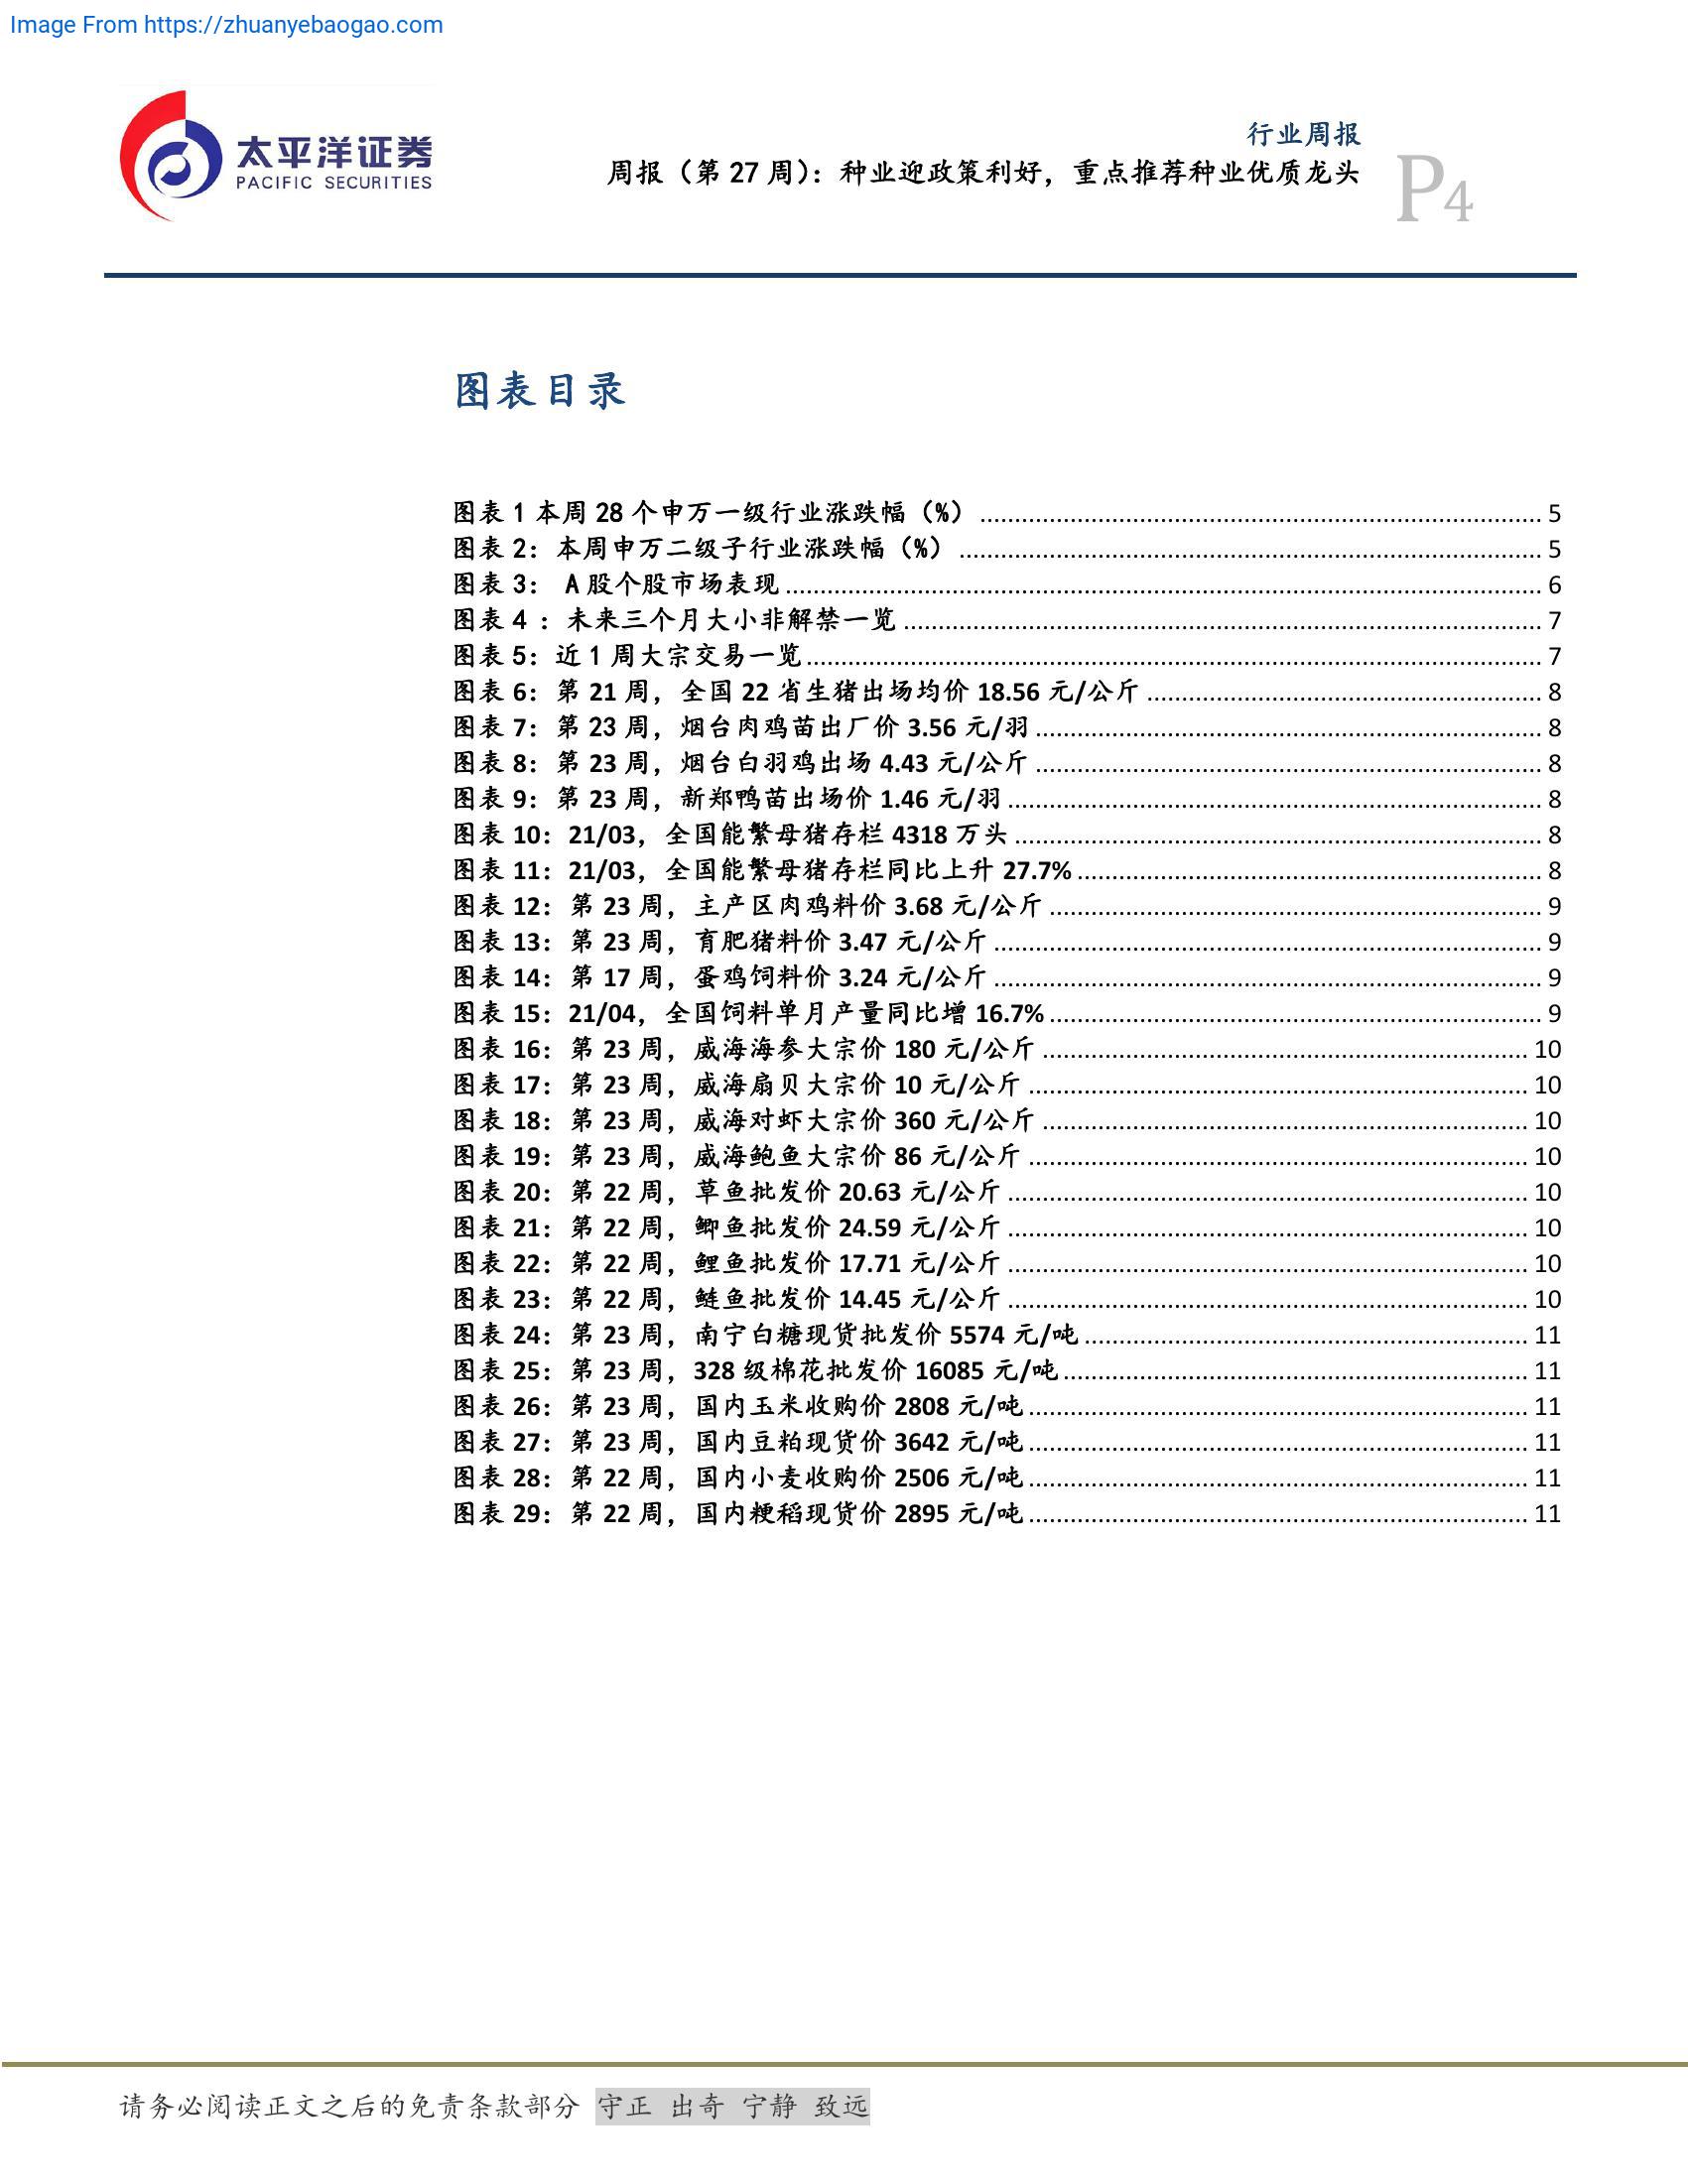 Image From https://zhuanyebaogao.com
太平洋证券
PACIFIC SECURITIES
行业周报
周报（第 27 周）：种业迎政策利好，重点推荐种业优质龙头
P4
图表目录
图表 1 本周 28 个申万一级行业涨跌幅（%） ........ 5
图表 2：本周申万二级子行业涨跌幅（%） ........ 5
图表 3： A 股个股市场表现 ........ 6
图表 4 ：未来三个月大小非解禁一览 ........ 7
图表 5：近 1 周大宗交易一览 ........ 7
图表 6：第 21 周，全国 22 省生猪出场均价 18.56 元/公斤 ........ 8
图表 7：第 23 周，烟台肉鸡苗出厂价 3.56 元/羽 ........ 8
图表 8：第 23 周，烟台白羽鸡出场 4.43 元/公斤 ........ 8
图表 9：第 23 周，新郑鸭苗出场价 1.46 元/羽 ........ 8
图表 10：21/03，全国能繁母猪存栏 4318 万头 ........ 8
图表 11：21/03，全国能繁母猪存栏同比上升 27.7% ........ 8
图表 12：第 23 周，主产区肉鸡料价 3.68 元/公斤 ........ 9
图表 13：第 23 周，育肥猪料价 3.47 元/公斤 ........ 9
图表 14：第 17 周，蛋鸡饲料价 3.24 元/公斤 ........ 9
图表 15：21/04，全国饲料单月产量同比增 16.7% ........ 9
图表 16：第 23 周，威海海参大宗价 180 元/公斤 ........ 10
图表 17：第 23 周，威海扇贝大宗价 10 元/公斤 ........ 10
图表 18：第 23 周，威海对虾大宗价 360 元/公斤 ........ 10
图表 19：第 23 周，威海鲍鱼大宗价 86 元/公斤 ........ 10
图表 20：第 22 周，草鱼批发价 20.63 元/公斤 ........ 10
图表 21：第 22 周，鲫鱼批发价 24.59 元/公斤 ........ 10
图表 22：第 22 周，鲤鱼批发价 17.71 元/公斤 ........ 10
图表 23：第 22 周，鲢鱼批发价 14.45 元/公斤 ........ 10
图表 24：第 23 周，南宁白糖现货批发价 5574 元/吨 ........ 11
图表 25：第 23 周，328 级棉花批发价 16085 元/吨 ........ 11
图表 26：第 23 周，国内玉米收购价 2808 元/吨 ........ 11
图表 27：第 23 周，国内豆粕现货价 3642 元/吨 ........ 11
图表 28：第 22 周，国内小麦收购价 2506 元/吨 ........ 11
图表 29：第 22 周，国内粳稻现货价 2895 元/吨 ........ 11
请务必阅读正文之后的免责条款部分 守正 出奇 宁静 致远